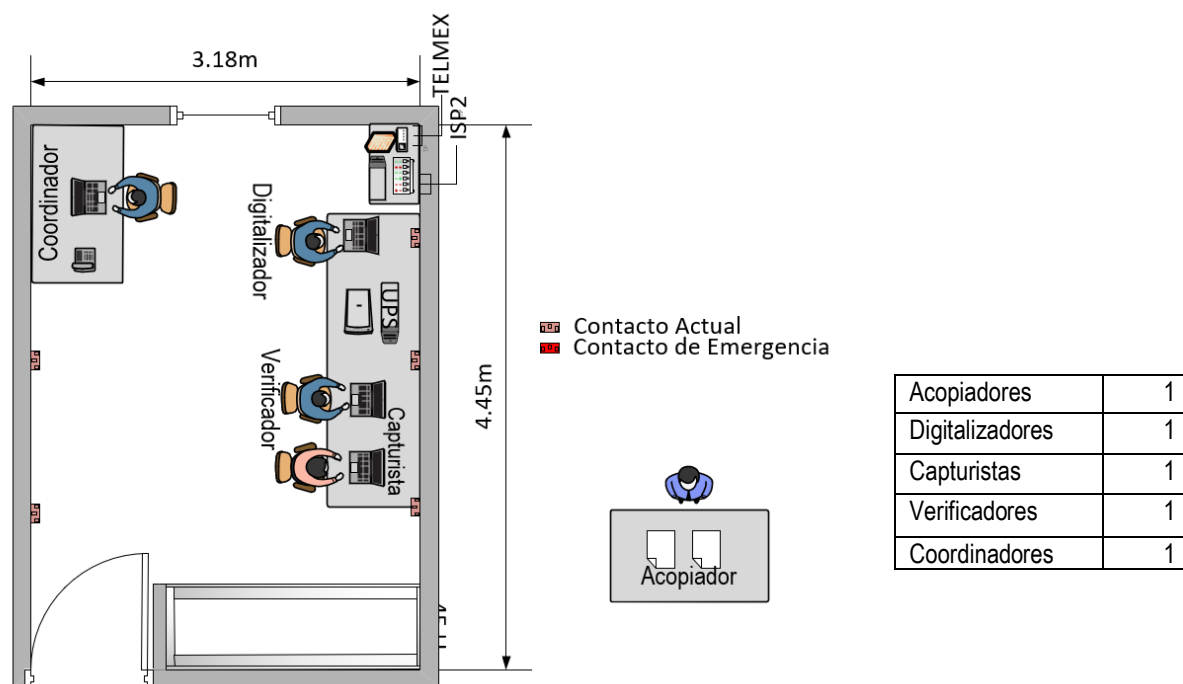 3.18m
TELMEX
ISP2
Coordinador
Digitalizador
UPS
Verificador
Capturista
4.45m
Contacto Actual
Contacto de Emergencia
Acopiador
Acopiadores 1
Digitalizadores 1
Capturistas 1
Verificadores 1
Coordinadores 1